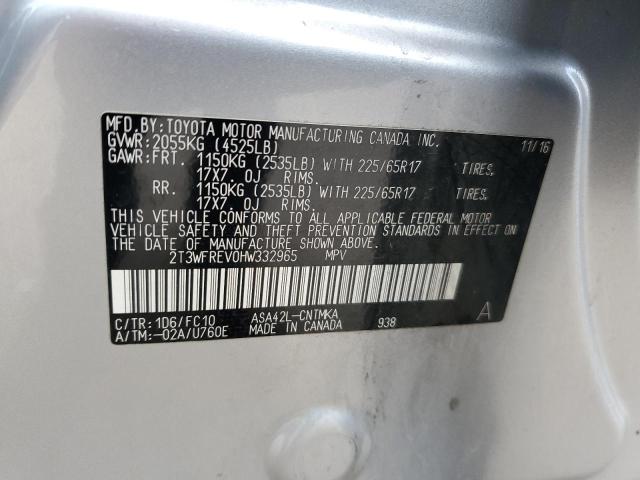 MFD.BY:TOYOTA MOTOR MANUFACTURING CANADA INC. 11/16
GVWR:2055KG (4525LB)
GAWR:FRT. 1150KG (2535LB) WITH 225/65R17 TIRES,
17X7. 0J RIMS.
RR. 1150KG (2535LB) WITH 225/65R17 TIRES,
17X7. 0J RIMS.
THIS VEHICLE CONFORMS TO ALL APPLICABLE FEDERAL MOTOR
VEHICLE SAFETY, BUMPER, AND THEFT PREVENTION STANDARDS IN EFFECT ON
THE DATE OF MANUFACTURE SHOWN ABOVE.
2T3WFREV0HW332965 MPV
C/TR:1D6/FC10 ASA42L-CNTMKA A
A/TM:-02A/U760E MADE IN CANADA 938